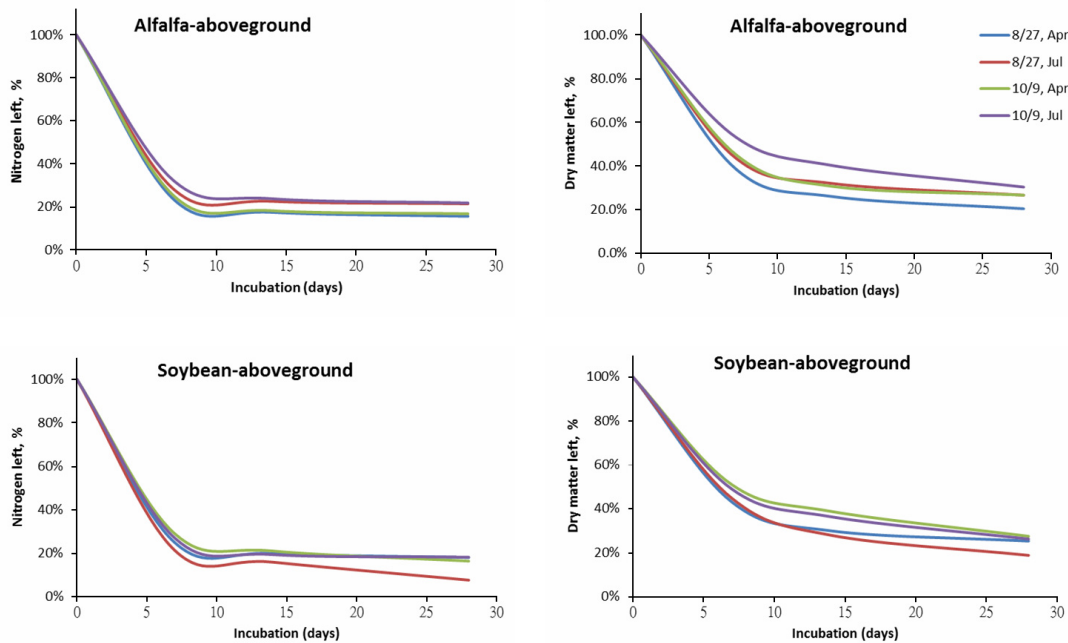 Alfalfa-aboveground
Nitrogen left, %
100%
80%
60%
40%
20%
0%
0 5 10 15 20 25 30
Incubation (days)
Alfalfa-aboveground
Dry matter left, %
100.0%
80.0%
60.0%
40.0%
20.0%
0.0%
0 5 10 15 20 25 30
Incubation (days)
8/27, Apr
8/27, Jul
10/9, Apr
10/9, Jul
Soybean-aboveground
Nitrogen left, %
100%
80%
60%
40%
20%
0%
0 5 10 15 20 25 30
Incubation (days)
Soybean-aboveground
Dry matter left, %
100%
80%
60%
40%
20%
0%
0 5 10 15 20 25 30
Incubation (days)